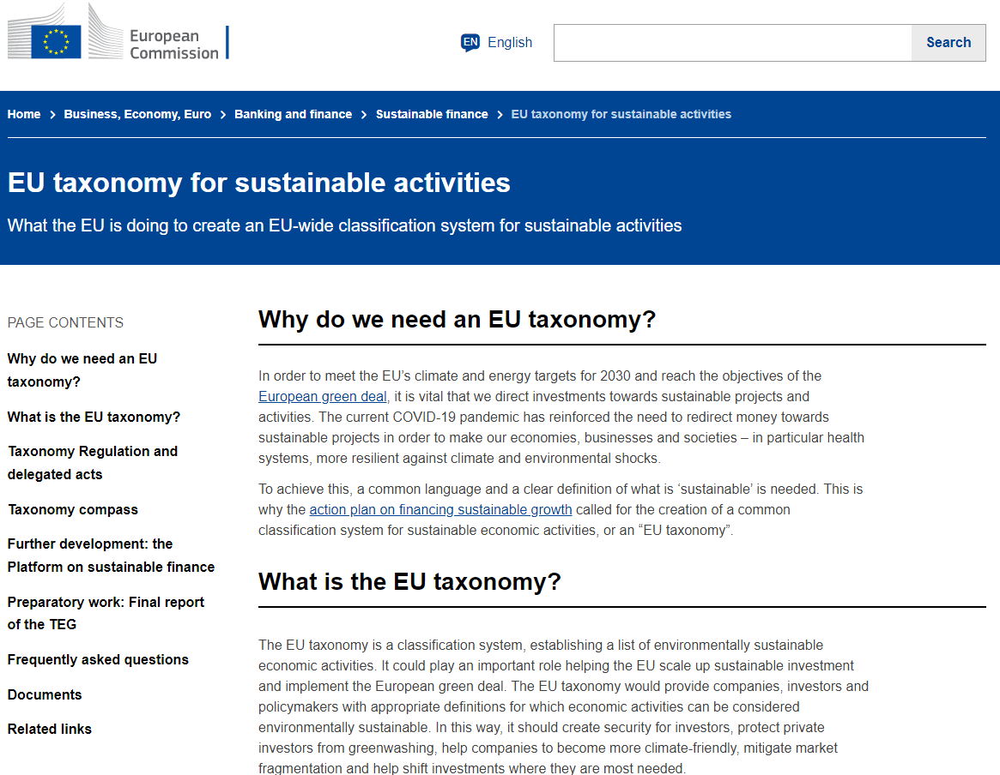 European
Commission
EN English
Search
Home > Business, Economy, Euro > Banking and finance > Sustainable finance > EU taxonomy for sustainable activities
EU taxonomy for sustainable activities
What the EU is doing to create an EU-wide classification system for sustainable activities
PAGE CONTENTS
Why do we need an EU
taxonomy?
What is the EU taxonomy?
Taxonomy Regulation and
delegated acts
Taxonomy compass
Further development: the
Platform on sustainable finance
Preparatory work: Final report
of the TEG
Frequently asked questions
Documents
Related links
Why do we need an EU taxonomy?
In order to meet the EU’s climate and energy targets for 2030 and reach the objectives of the
European green deal, it is vital that we direct investments towards sustainable projects and
activities. The current COVID-19 pandemic has reinforced the need to redirect money towards
sustainable projects in order to make our economies, businesses and societies – in particular health
systems, more resilient against climate and environmental shocks.
To achieve this, a common language and a clear definition of what is ‘sustainable’ is needed. This is
why the action plan on financing sustainable growth called for the creation of a common
classification system for sustainable economic activities, or an “EU taxonomy”.
What is the EU taxonomy?
The EU taxonomy is a classification system, establishing a list of environmentally sustainable
economic activities. It could play an important role helping the EU scale up sustainable investment
and implement the European green deal. The EU taxonomy would provide companies, investors and
policymakers with appropriate definitions for which economic activities can be considered
environmentally sustainable. In this way, it should create security for investors, protect private
investors from greenwashing, help companies to become more climate-friendly, mitigate market
fragmentation and help shift investments where they are most needed.